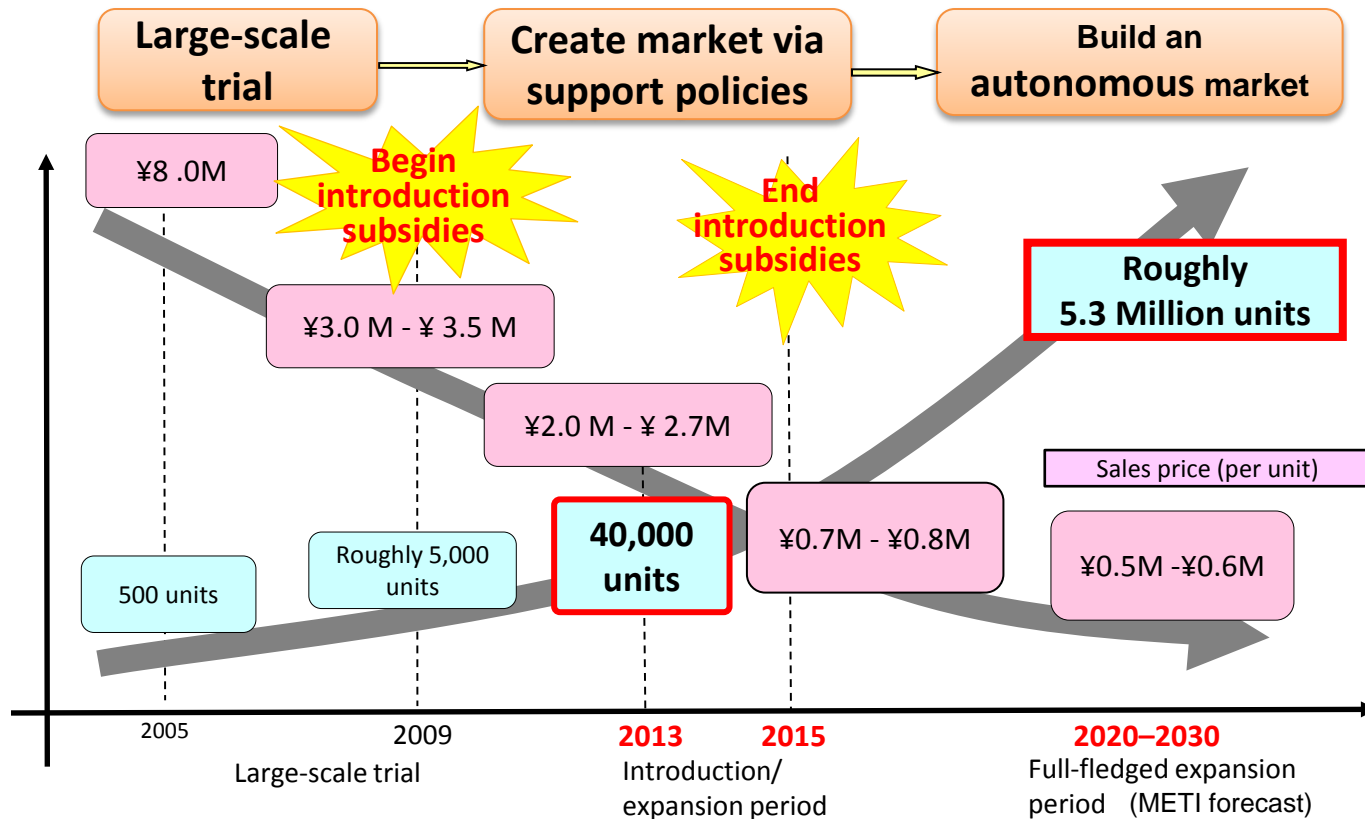 Large-scale
trial
Create market via
support policies
Build an
autonomous market
¥8 .0M
Begin
introduction
subsidies
End
introduction
subsidies
Roughly
5.3 Million units
¥3.0 M - ¥ 3.5 M
¥2.0 M - ¥ 2.7M
Sales price (per unit)
500 units
Roughly 5,000
units
40,000
units
¥0.7M - ¥0.8M
¥0.5M -¥0.6M
2005
2009
2013
2015
2020–2030
Large-scale trial
Introduction/
expansion period
Full-fledged expansion
period (METI forecast)